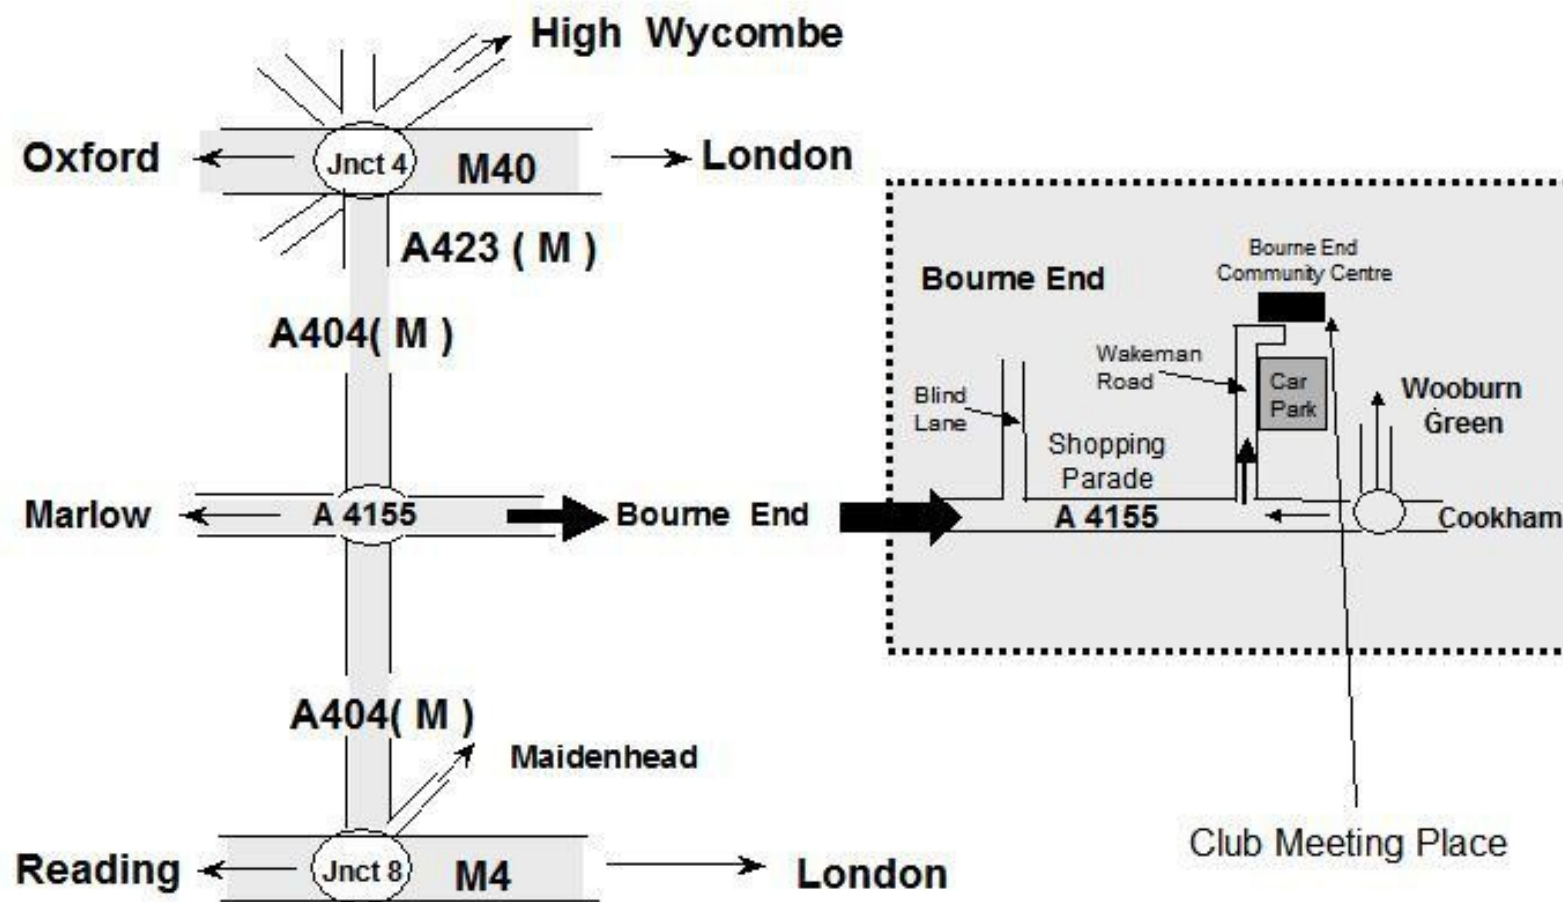 High Wycombe
Oxford
Jnct 4
M40
London
A423 ( M )
A404( M )
Marlow
A 4155
Bourne End
A404( M )
Maidenhead
Reading
Jnct 8
M4
London
Bourne End
Bourne End
Community Centre
Wakeman
Road
Car
Park
Blind
Lane
Wooburn
Green
Shopping
Parade
A 4155
Cookham
Club Meeting Place